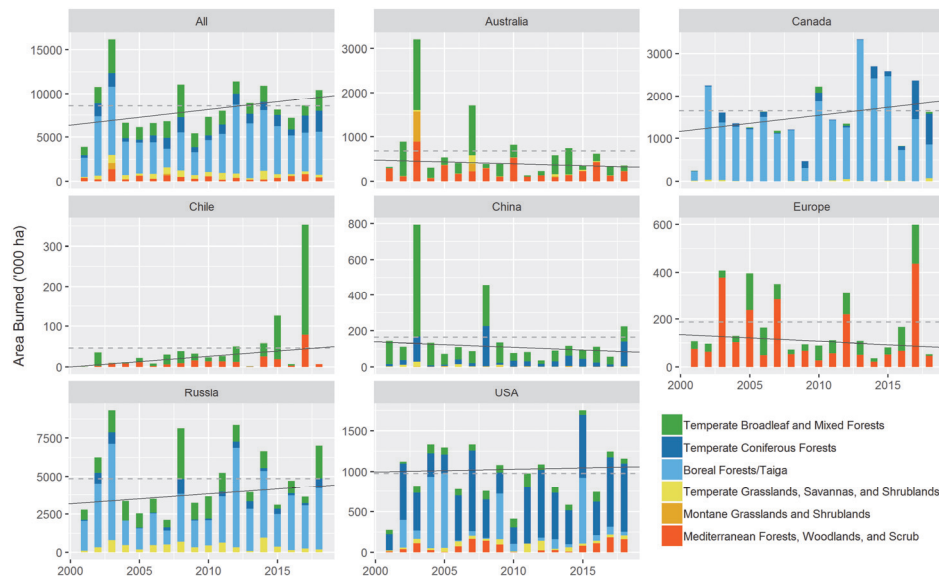 All
Australia
Canada
15000
10000
5000
0
3000
2000
1000
0
3000
2000
1000
0
Area Burned ('000 ha)
Chile
China
Europe
300
200
100
50
0
800
600
400
200
0
600
400
200
100
0
2000 2005 2010 2015
Russia
USA
7500
5000
2500
0
1500
1000
500
0
2000 2005 2010 2015
2000 2005 2010 2015
Temperate Broadleaf and Mixed Forests
Temperate Coniferous Forests
Boreal Forests/Taiga
Temperate Grasslands, Savannas, and Shrublands
Montane Grasslands and Shrublands
Mediterranean Forests, Woodlands, and Scrub